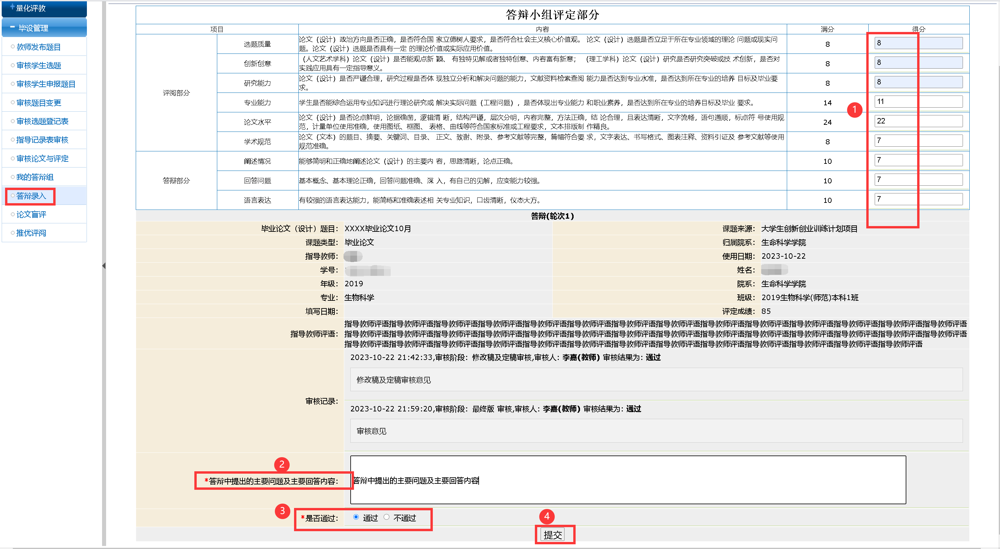 量化评教
毕设管理
教师发布题目
审核学生选题
审核学生申报题目
审核题目变更
审核选题登记表
指导记录表审核
审核论文与评定
我的答辩组
答辩录入
论文盲评
推优评阅
答辩小组评定部分
项目 内容 满分 得分
评阅部分
选题质量
论文（设计）政治方向是否正确，是否符合国 家立德树人要求，是否符合社会主义核心价值观。 论文（设计）选题是否立足于所在专业领域的理论 问题或现实问
题。论文（设计）选题是否具有一定 的理论价值或实际应用价值。
8 8
创新创意
（人文艺术学科）论文（设计）是否能观点新 颖、 有独特见解或者独特创意、内容富有新意； （理工学科）论文（设计）研究是否研究突破或技 术创新，是否对
实践应用具有一定指导意义。
8 8
研究能力
论文（设计）是否严谨合理，研究过程是否体 现独立分析和解决问题的能力，文献资料检索查阅 能力是否达到专业水准，是否达到所在专业的培养 目标及毕业要
求。
8 8
专业能力
学生是否能综合运用专业知识进行理论研究或 解决实际问题（工程问题），是否体现出专业能力 和职业素养，是否达到所在专业的培养目标及毕业 要求。
14 11
1
论文水平
论文（设计）是否论点鲜明，论据确凿，逻辑清 晰，结构严谨，层次分明，内容完整，方法正确，结 论合理，且表达清晰，文字流畅，语句通顺，标点符 号使用规
范，计量单位使用准确，使用图纸、框图、 表格、曲线等符合国家标准或工程要求，文本排版制 作精良。
24 22
学术规范
论文（文本）的题目、摘要、关键词、目录、 正文、致谢、附录、参考文献等完整，篇幅符合要 求，文字表达、书写格式、图表注释、资料引证及 参考文献等使用
规范准确。
8 7
答辩部分
阐述情况 能够简明和正确地阐述论文（设计）的主要内 容，思路清晰，论点正确。 10 7
回答问题 基本概念、基本理论正确，回答问题准确、深 入，有自己的见解，应变能力较强。 10 7
语言表达 有较强的语言表达能力，能简练和准确表述相 关专业知识，口齿清晰，仪态大方。 10 7
答辩(轮次1)
毕业论文（设计）题目： XXXX毕业论文10月 课题来源： 大学生创新创业训练计划项目
课题类型： 毕业论文 归属院系： 生命科学学院
指导教师： 使用日期： 2023-10-22
学号： 姓名：
年级： 2019 院系： 生命科学学院
专业： 生物科学 班级： 2019生物科学(师范)本科1班
填写日期： 评定成绩： 85
指导教师评语：
指导教师评语指导教师评语指导教师评语指导教师评语指导教师评语指导教师评语指导教师评语指导教师评语指导教师评语指导教师评语指导教师评语指导教师评语指导教师评语指导教师评语
指导教师评语指导教师评语指导教师评语指导教师评语指导教师评语指导教师评语指导教师评语指导教师评语指导教师评语指导教师评语指导教师评语指导教师评语指导教师评语指导教师评语
指导教师评语指导教师评语指导教师评语指导教师评语指导教师评语指导教师评语指导教师评语指导教师评语指导教师评语指导教师评语指导教师评语指导教师评语指导教师评语
审核记录：
2023-10-22 21:42:33,审核阶段：修改稿及定稿审核,审核人：李嘉(教师) 审核结果为：通过
修改稿及定稿审核意见
2023-10-22 21:59:20,审核阶段：最终版 审核,审核人：李嘉(教师) 审核结果为：通过
审核意见
2
*答辩中提出的主要问题及主要回答内容： 答辩中提出的主要问题及主要回答内容
3
*是否通过： 通过 不通过
4
提交